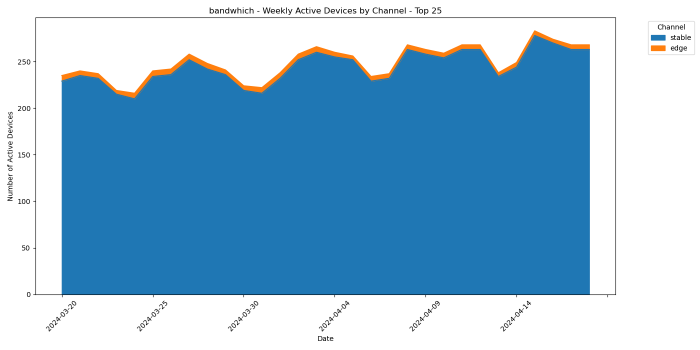 bandwhich - Weekly Active Devices by Channel - Top 25
Channel
stable
edge
Number of Active Devices
250
200
150
100
50
0
2024-03-20
2024-03-25
2024-03-30
2024-04-04
2024-04-09
2024-04-14
Date